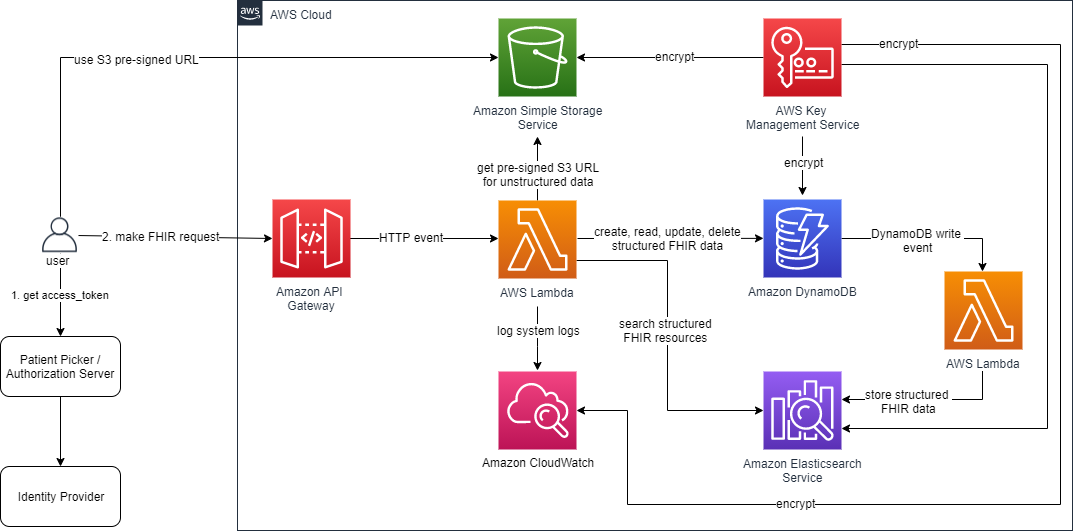 aws
AWS Cloud
use S3 pre-signed URL
encrypt
encrypt
Amazon Simple Storage
Service
AWS Key
Management Service
get pre-signed S3 URL
for unstructured data
encrypt
user
2. make FHIR request
HTTP event
create, read, update, delete
structured FHIR data
DynamoDB write
event
Amazon API
Gateway
AWS Lambda
Amazon DynamoDB
1. get access_token
log system logs
search structured
FHIR resources
AWS Lambda
Patient Picker /
Authorization Server
store structured
FHIR data
Amazon CloudWatch
Amazon Elasticsearch
Service
Identity Provider
encrypt